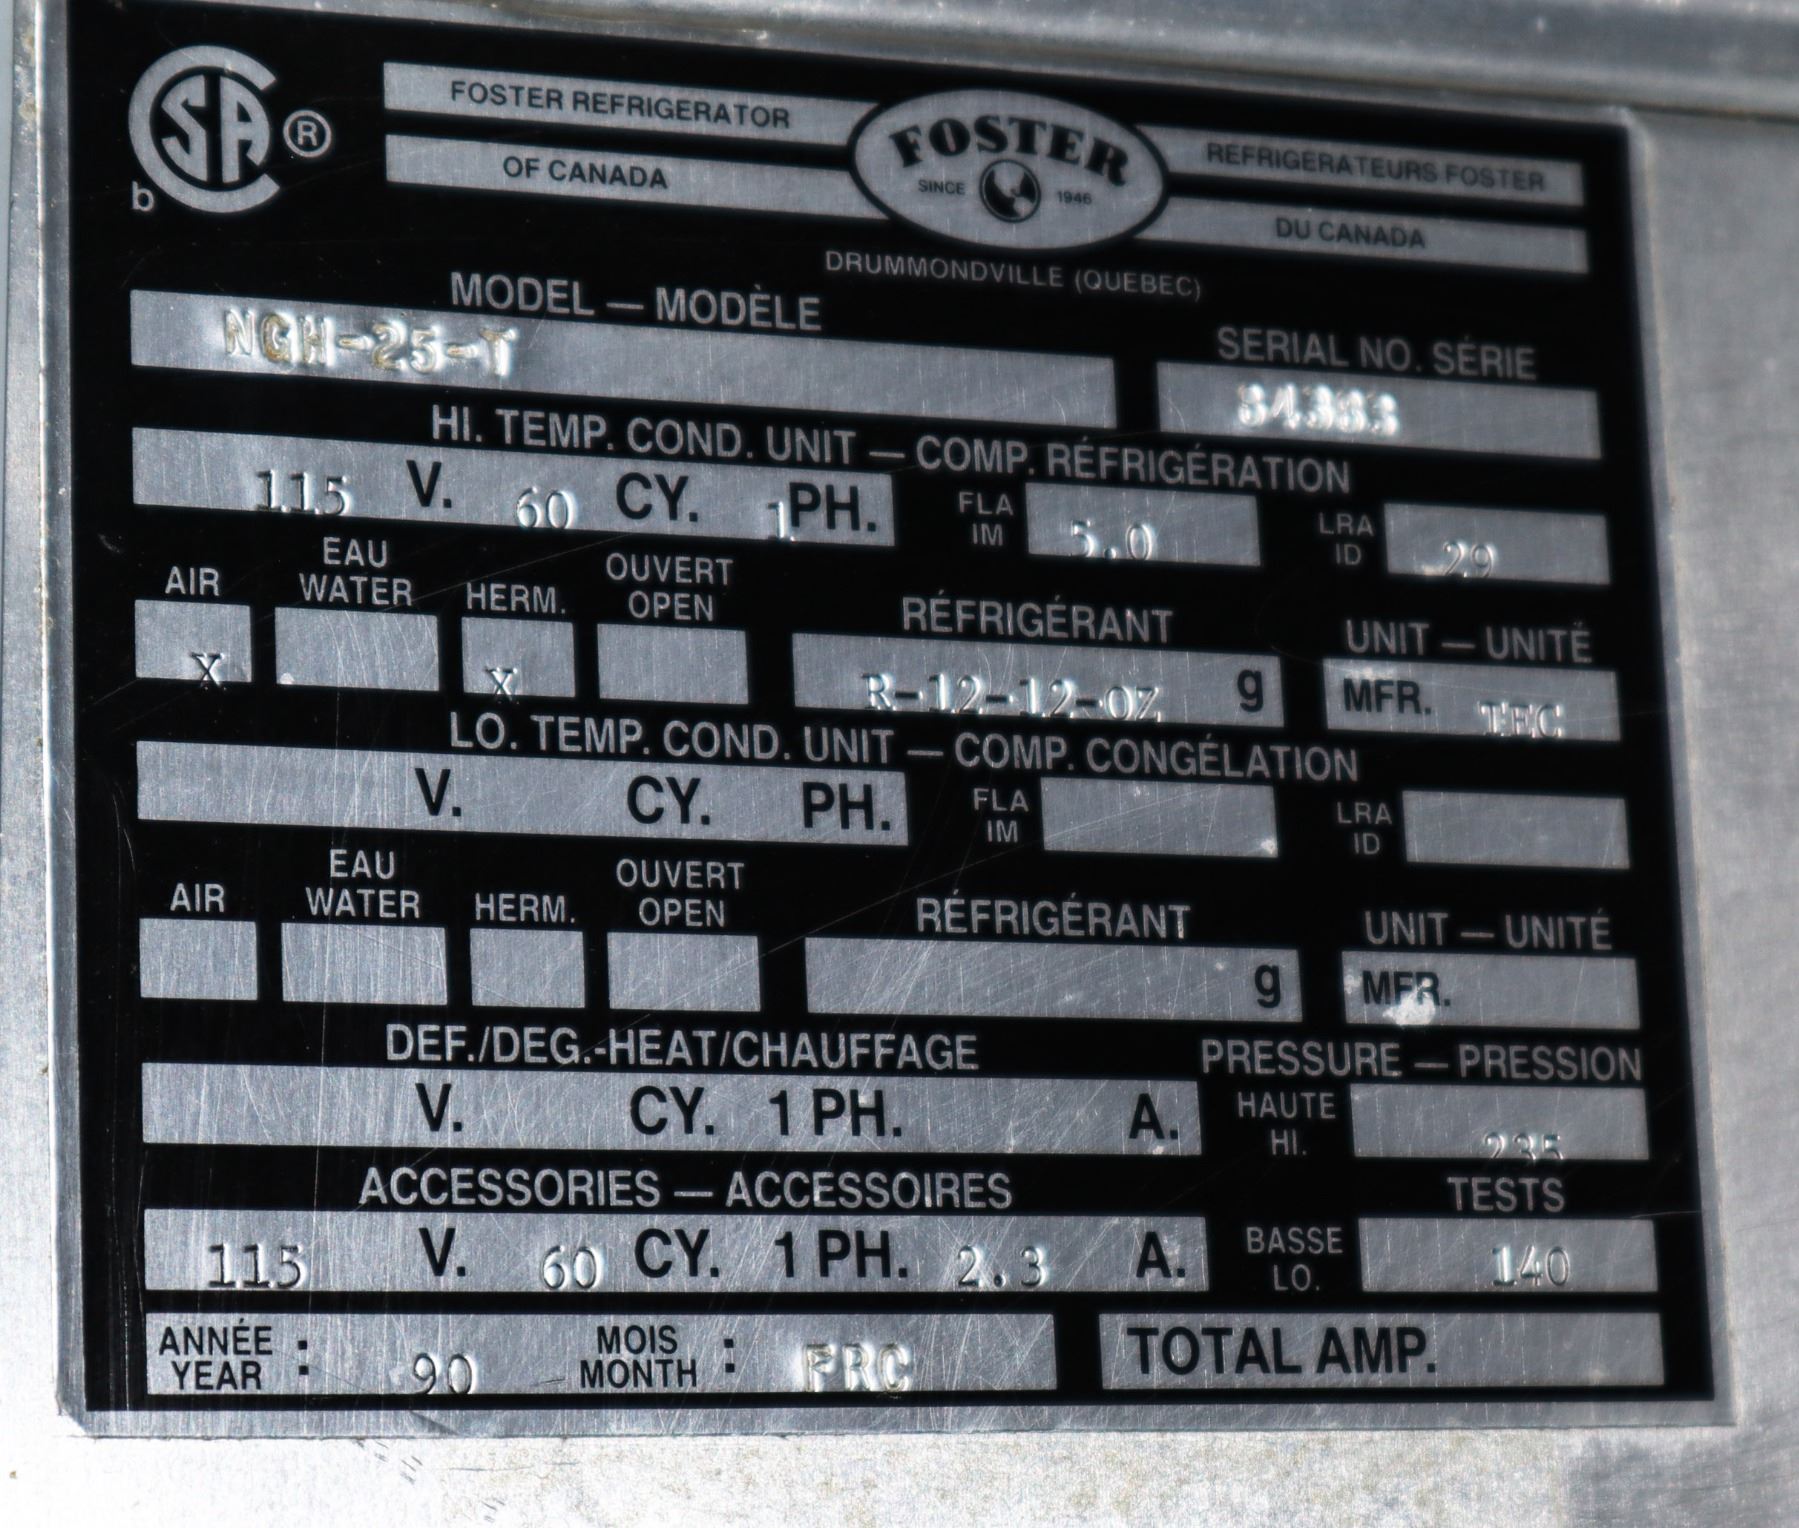 CSA ®
b
FOSTER REFRIGERATOR
OF CANADA
FOSTER
SINCE 1946
REFRIGERATEURS FOSTER
DU CANADA
DRUMMONDVILLE (QUEBEC)
MODEL — MODÈLE
NGH-25-T
SERIAL NO. SÉRIE
HI. TEMP. COND. UNIT — COMP. RÉFRIGÉRATION
115 V. 60 CY. 1 PH.
FLA
IM
5.0
LRA
ID
29
AIR
EAU
WATER
HERM.
OUVERT
OPEN
RÉFRIGÉRANT
UNIT — UNITÉ
X
X
R-12-12-OZ g
MFR. TEC
LO. TEMP. COND. UNIT — COMP. CONGÉLATION
V. CY. PH.
FLA
IM
LRA
ID
AIR
EAU
WATER
HERM.
OUVERT
OPEN
RÉFRIGÉRANT
UNIT — UNITÉ
g
MFR.
DEF./DEG.-HEAT/CHAUFFAGE
V. CY. 1 PH. A.
PRESSURE — PRESSION
HAUTE
HI.
235
ACCESSORIES — ACCESSOIRES
115 V. 60 CY. 1 PH. 2.3 A.
TESTS
BASSE
LO.
140
ANNÉE
YEAR : 90
MOIS
MONTH : FRC
TOTAL AMP.